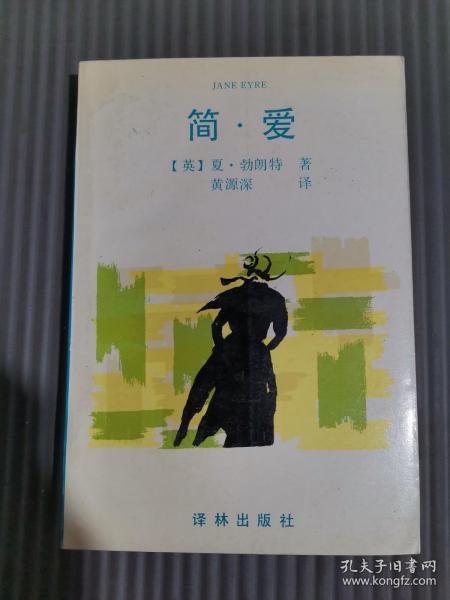 JANE EYRE
简·爱
【英】夏·勃朗特 著
黄源深 译
译林出版社
孔夫子旧书网
www.kongfz.com